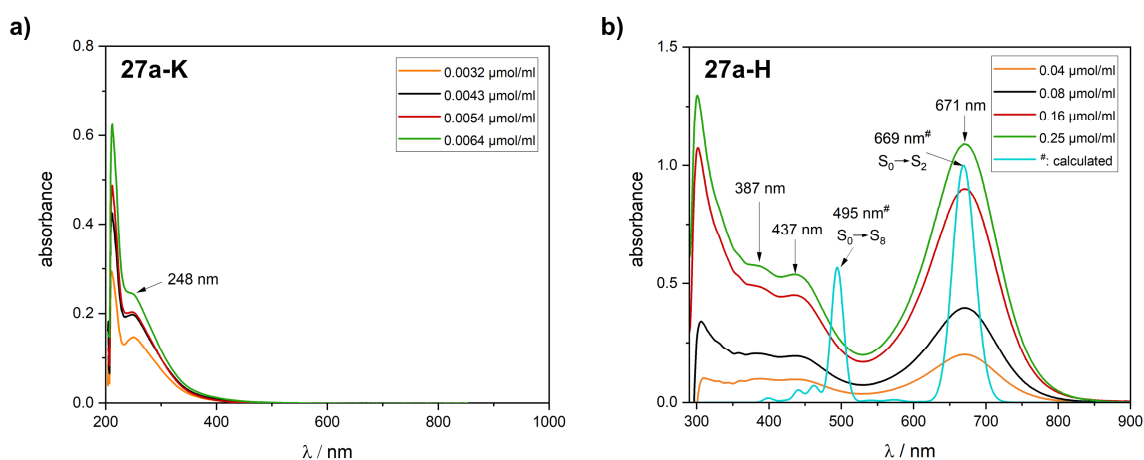 a)
27a-K
0.0032 µmol/ml
0.0043 µmol/ml
0.0054 µmol/ml
0.0064 µmol/ml
248 nm
absorbance
0.8
0.6
0.4
0.2
0.0
200
400
600
800
1000
λ / nm
b)
27a-H
0.04 µmol/ml
0.08 µmol/ml
0.16 µmol/ml
0.25 µmol/ml
#: calculated
671 nm
669 nm#
S0→S2
495 nm#
S0→S8
387 nm
437 nm
absorbance
1.5
1.0
0.5
0.0
300
400
500
600
700
800
900
λ / nm